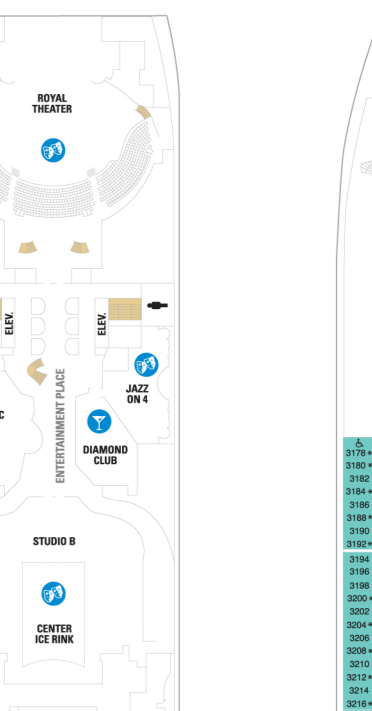 ROYAL
THEATER
ELEV.
ELEV.
ENTERTAINMENT PLACE
JAZZ
ON 4
C
DIAMOND
CLUB
STUDIO B
CENTER
ICE RINK
3178 *
3180 *
3182
3184 *
3186
3188 *
3190
3192 *
3194
3196
3198
3200 *
3202
3204 *
3206
3208 *
3210
3212 *
3214
3216 *